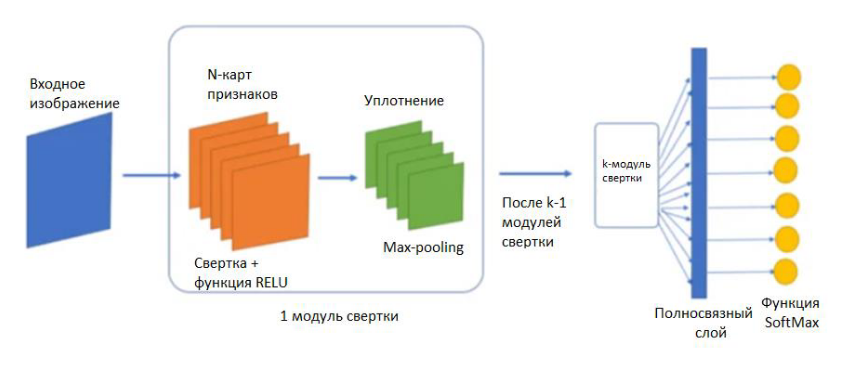 Входное
изображение
N-карт
признаков
Уплотнение
Свертка +
функция RELU
Max-pooling
1 модуль свертки
После k-1
модулей
свертки
k-модуль
свертки
Полносвязный
слой
Функция
SoftMax